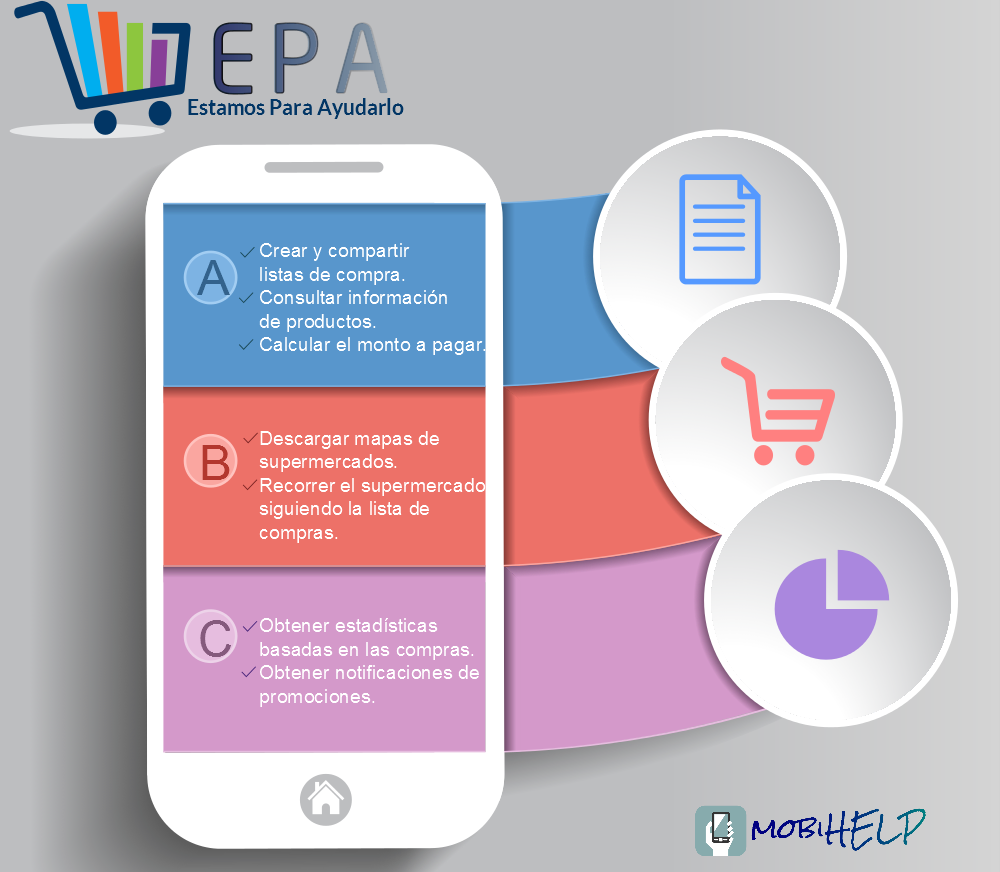 EPA
Estamos Para Ayudarlo
A
Crear y compartir
listas de compra.
Consultar información
de productos.
Calcular el monto a pagar.
B
Descargar mapas de
supermercados.
Recorrer el supermercado
siguiendo la lista de
compras.
C
Obtener estadísticas
basadas en las compras.
Obtener notificaciones de
promociones.
MOBIHELP